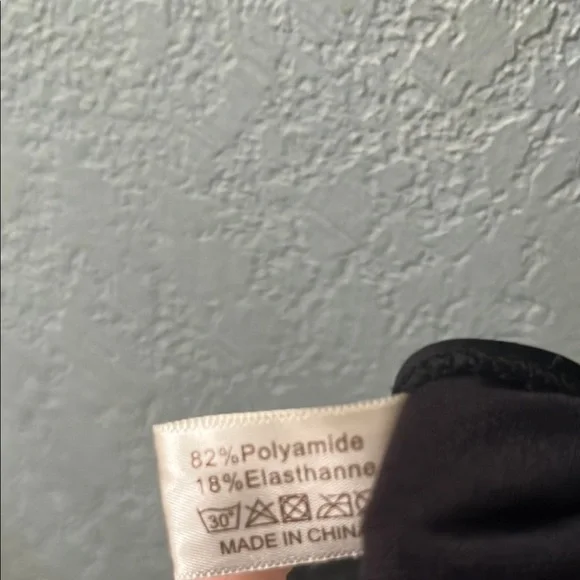 82%Polyamide
18%Elasthanne
30°
MADE IN CHINA